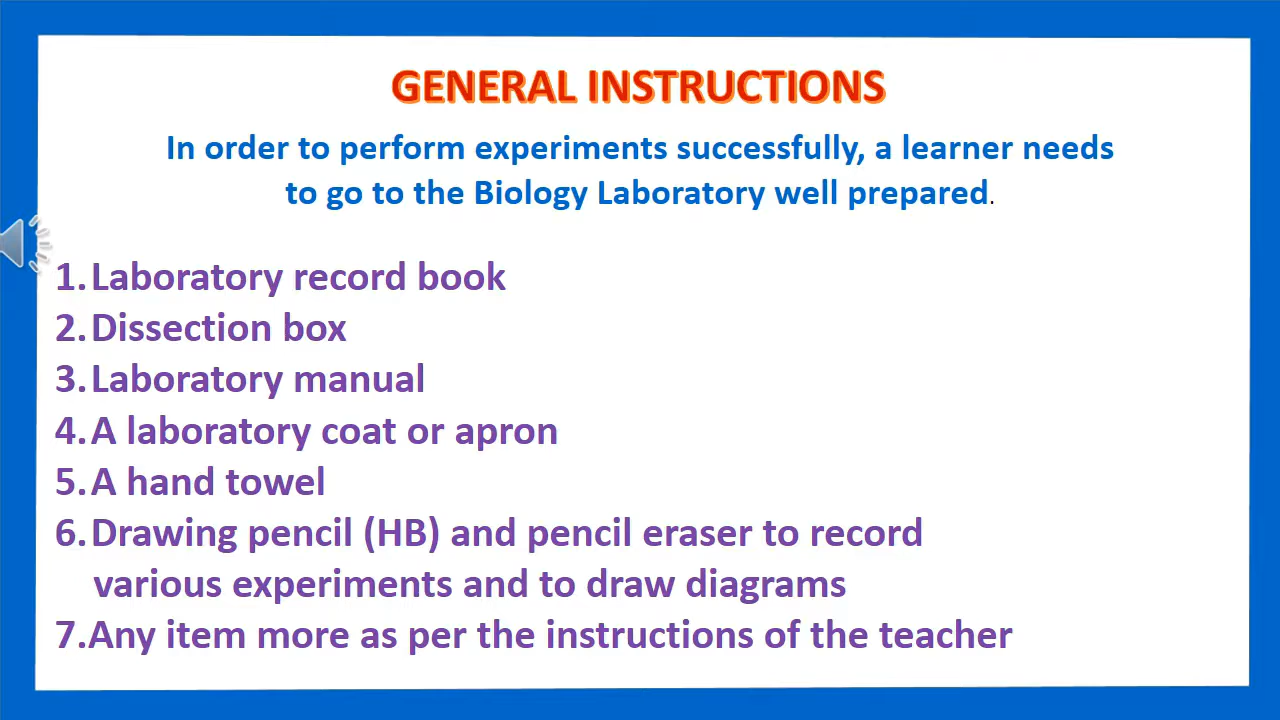 GENERAL INSTRUCTIONS
In order to perform experiments successfully, a learner needs
to go to the Biology Laboratory well prepared.
1. Laboratory record book
2. Dissection box
3. Laboratory manual
4. A laboratory coat or apron
5. A hand towel
6. Drawing pencil (HB) and pencil eraser to record
various experiments and to draw diagrams
7. Any item more as per the instructions of the teacher